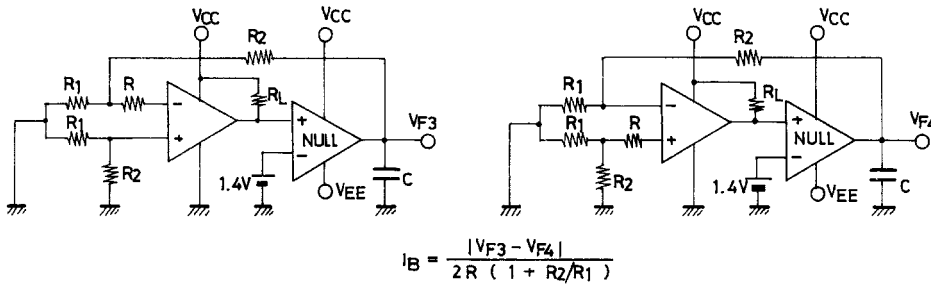 VCC
VCC
R2
R1
R
RL
−
+
+
−
NULL
R1
R2
1.4V
VEE
C
VF3
VCC
VCC
R2
R1
RL
−
+
+
−
NULL
R1
R
R2
1.4V
VEE
C
VF4
IB = |VF3 − VF4| / 2R ( 1 + R2/R1 )